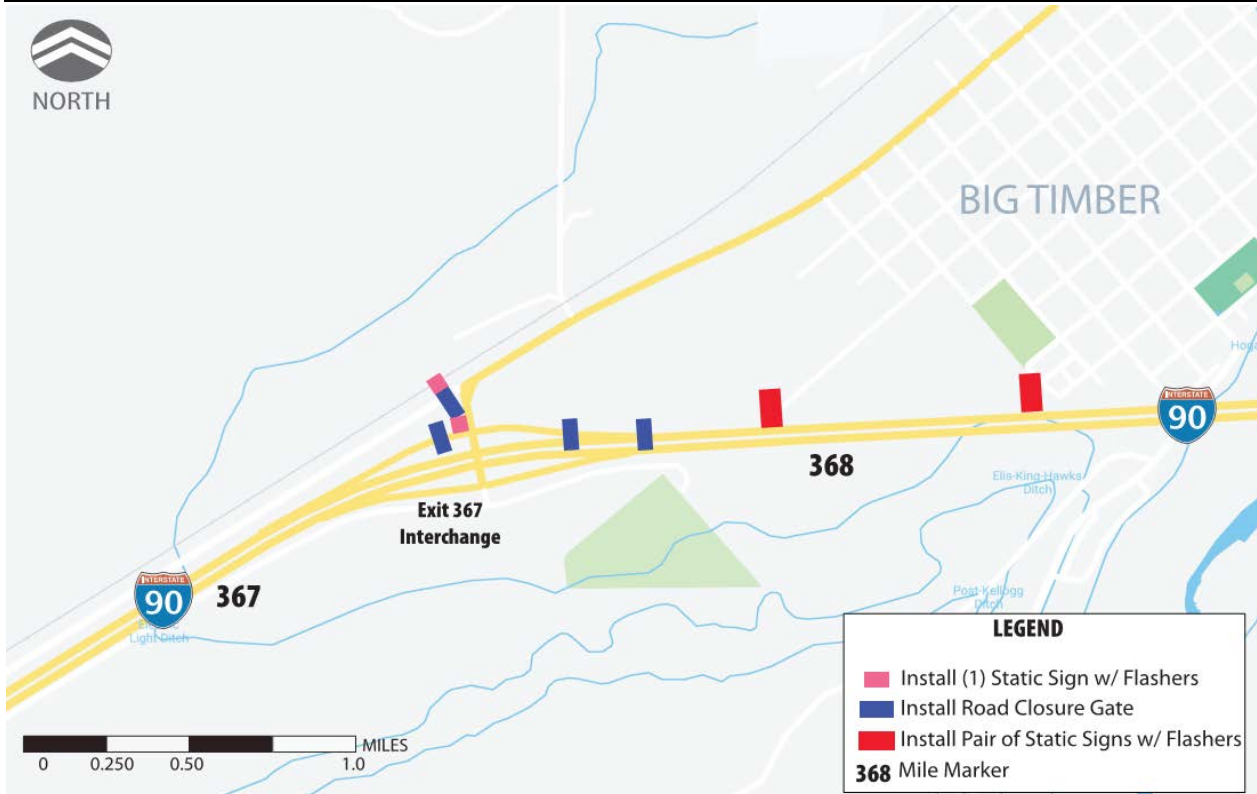 NORTH
BIG TIMBER
Hoga
INTERSTATE
90
368
Elis-King-Hawks
Ditch
Exit 367
Interchange
INTERSTATE
90
367
Light Ditch
Post-Kellogg
Ditch
LEGEND
Install (1) Static Sign w/ Flashers
Install Road Closure Gate
Install Pair of Static Signs w/ Flashers
368 Mile Marker
MILES
0 0.250 0.50 1.0